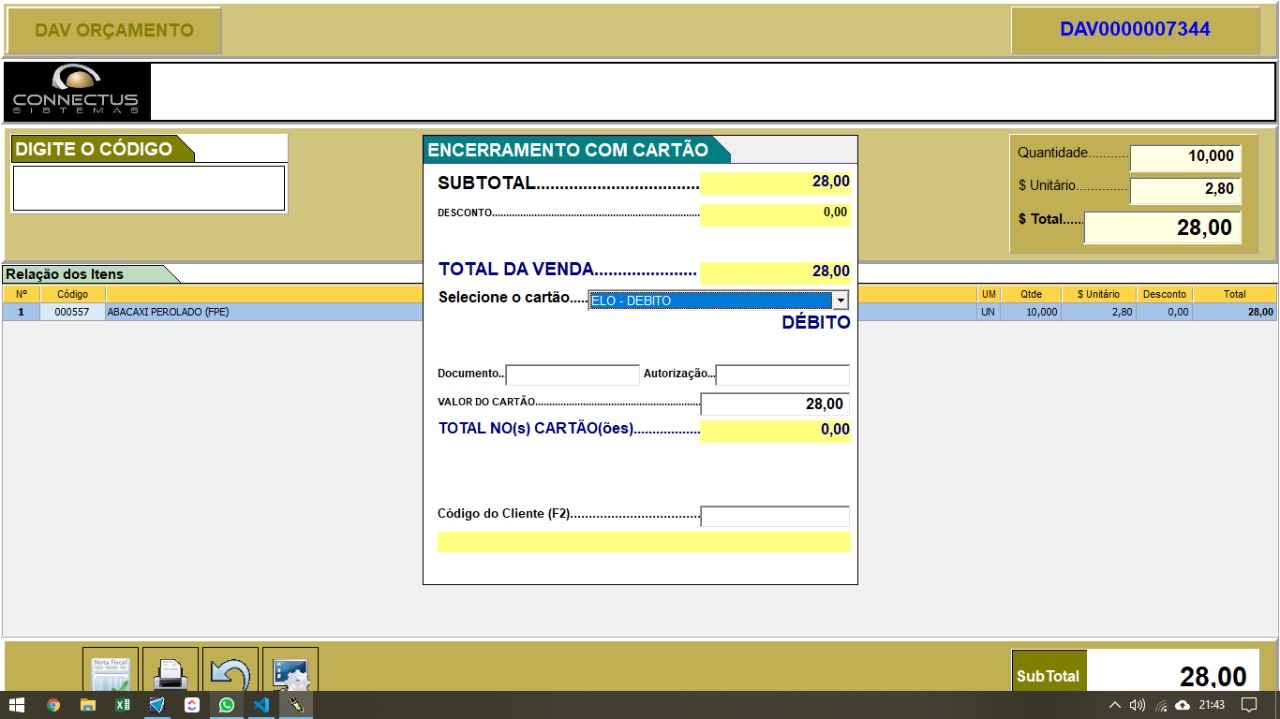 DAV ORÇAMENTO
DAV0000007344
CONNECTUS
SISTEMAS
DIGITE O CÓDIGO
ENCERRAMENTO COM CARTÃO
SUBTOTAL................................... 28,00
DESCONTO.......................................................................... 0,00
TOTAL DA VENDA...................... 28,00
Selecione o cartão..... ELO - DEBITO
DÉBITO
Documento.. Autorização...
VALOR DO CARTÃO........................................................... 28,00
TOTAL NO(s) CARTÃO(ões).................. 0,00
Código do Cliente (F2)...................................
Quantidade........... 10,000
$ Unitário.............. 2,80
$ Total...... 28,00
Relação dos Itens
Nº Código UM Qtde $ Unitário Desconto Total
1 000557 ABACAXI PEROLADO (FPE) UN 10,000 2,80 0,00 28,00
Nota Fiscal
SubTotal 28,00
21:43